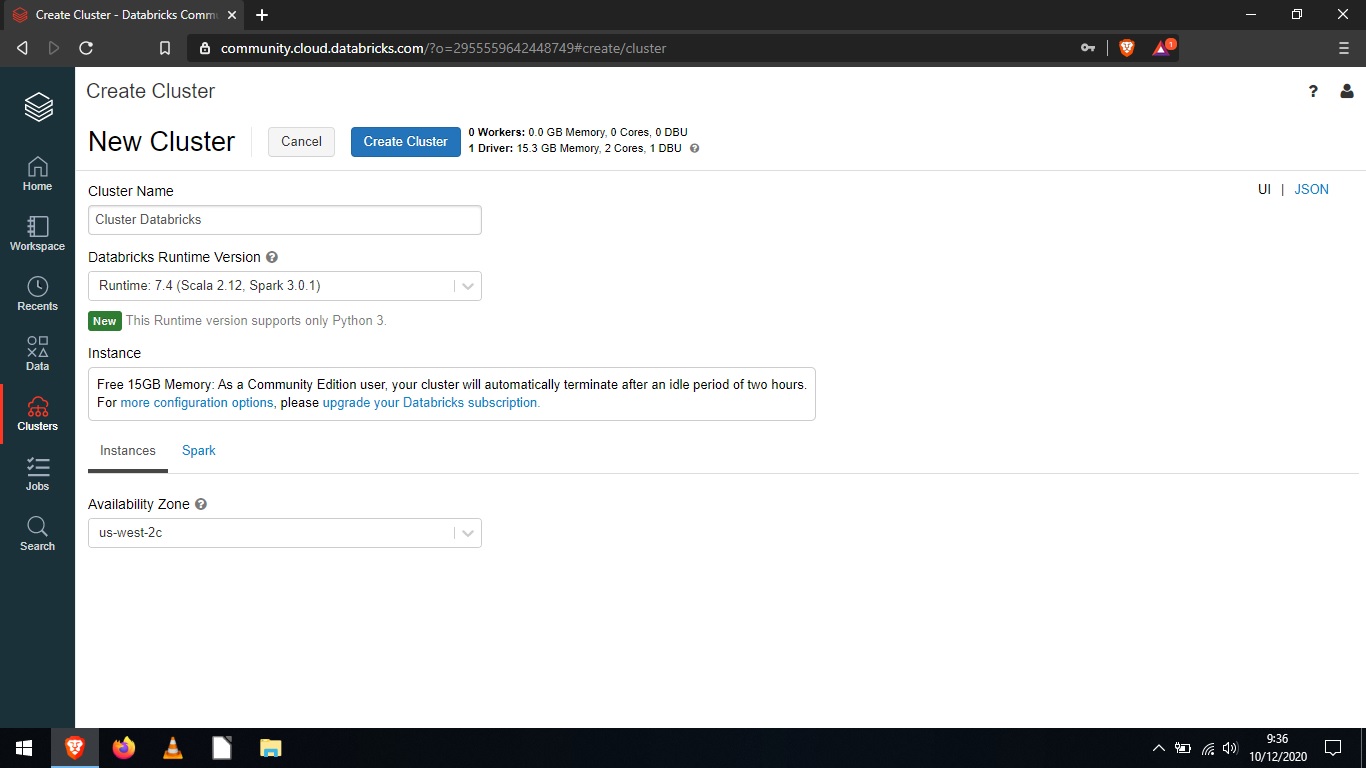 Create Cluster - Databricks Commu
community.cloud.databricks.com/?o=2955559642448749#create/cluster
1
Create Cluster
?
New Cluster
Cancel
Create Cluster
0 Workers: 0.0 GB Memory, 0 Cores, 0 DBU
1 Driver: 15.3 GB Memory, 2 Cores, 1 DBU ?
Home
Workspace
Recents
Data
Clusters
Jobs
Search
UI | JSON
Cluster Name
Cluster Databricks
Databricks Runtime Version ?
Runtime: 7.4 (Scala 2.12, Spark 3.0.1)
New This Runtime version supports only Python 3.
Instance
Free 15GB Memory: As a Community Edition user, your cluster will automatically terminate after an idle period of two hours.
For more configuration options, please upgrade your Databricks subscription.
Instances Spark
Availability Zone ?
us-west-2c
9:36
10/12/2020